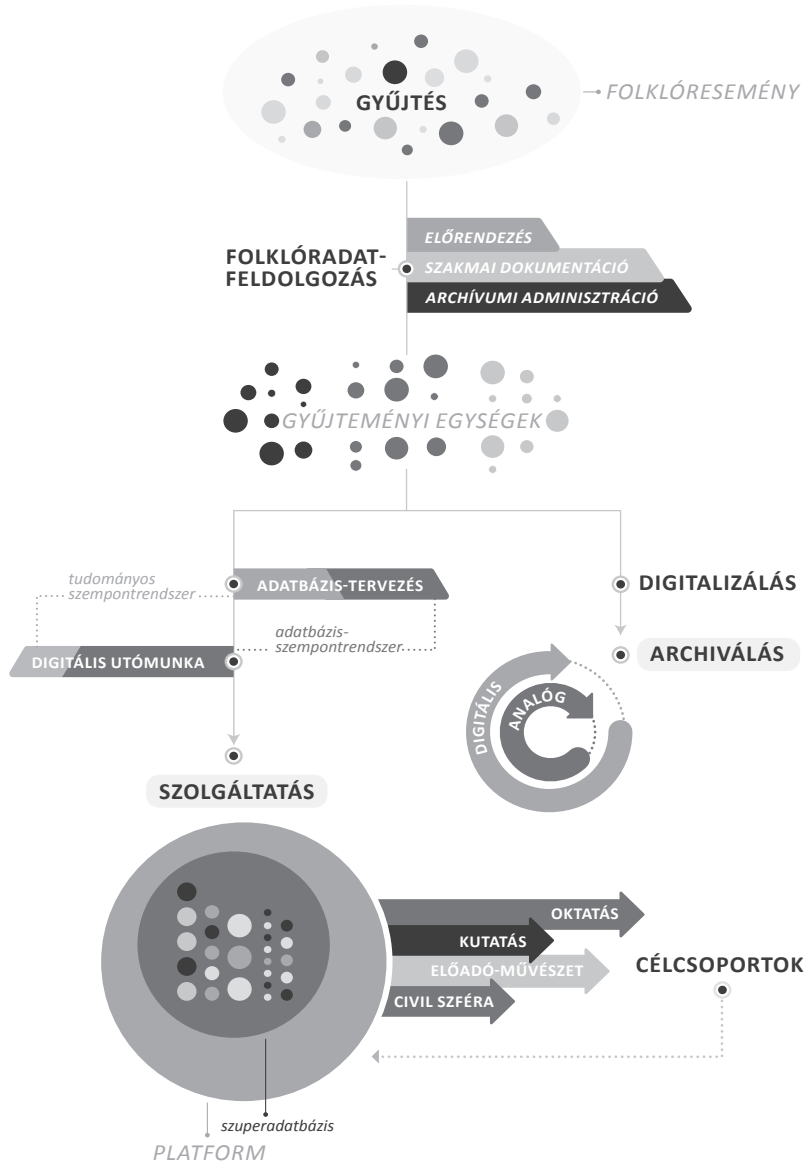 GYŰJTÉS
FOLKLÓRESEMÉNY
FOLKLÓRADAT-
FELDOLGOZÁS
ELŐRENDEZÉS
SZAKMAI DOKUMENTÁCIÓ
ARCHÍVUMI ADMINISZTRÁCIÓ
GYŰJTEMÉNYI EGYSÉGEK
tudományos
szempontrendszer
ADATBÁZIS-TERVEZÉS
adatbázis-
szempontrendszer
DIGITÁLIS UTÓMUNKA
DIGITALIZÁLÁS
ARCHIVÁLÁS
DIGITÁLIS
ANALÓG
SZOLGÁLTATÁS
OKTATÁS
KUTATÁS
ELŐADÓ-MŰVÉSZET
CIVIL SZFÉRA
CÉLCSOPORTOK
szuperadatbázis
PLATFORM